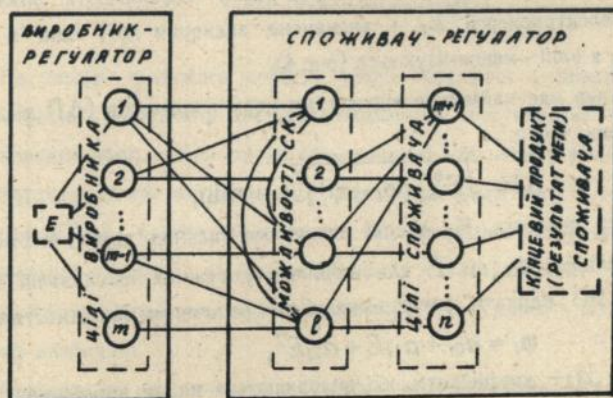 ВИРОБНИК-
РЕГУЛЯТОР
СПОЖИВАЧ-РЕГУЛЯТОР
E
ЦІЛІ ВИРОБНИКА
1
2
m-1
m
МОЖЛИВОСТІ СК
1
2
ℓ
ЦІЛІ СПОЖИВАЧА
m+1
n
КІНЦЕВИЙ ПРОДУКТ
(РЕЗУЛЬТАТ МЕТИ)
СПОЖИВАЧА